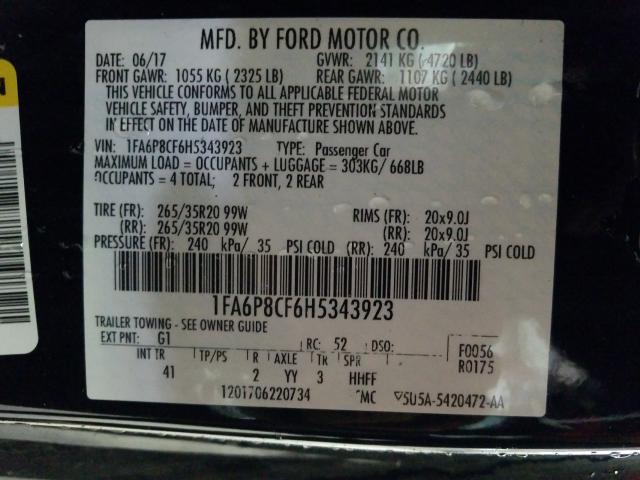 MFD. BY FORD MOTOR CO.
DATE: 06/17 GVWR: 2141 KG ( 4720 LB)
FRONT GAWR: 1055 KG ( 2325 LB) REAR GAWR: 1107 KG ( 2440 LB)
THIS VEHICLE CONFORMS TO ALL APPLICABLE FEDERAL MOTOR
VEHICLE SAFETY, BUMPER, AND THEFT PREVENTION STANDARDS
IN EFFECT ON THE DATE OF MANUFACTURE SHOWN ABOVE.
VIN: 1FA6P8CF6H5343923 TYPE: Passenger Car
MAXIMUM LOAD = OCCUPANTS + LUGGAGE = 303KG/ 668LB
OCCUPANTS = 4 TOTAL; 2 FRONT, 2 REAR
TIRE (FR): 265/35R20 99W RIMS (FR): 20x9.0J
(RR): 265/35R20 99W (RR): 20x9.0J
PRESSURE (FR): 240 kPa/ 35 PSI COLD (RR): 240 kPa/ 35 PSI COLD
1FA6P8CF6H5343923
TRAILER TOWING - SEE OWNER GUIDE
EXT PNT: G1 RC: 52 DSO: F0056
R0175
INT TR TP/PS R AXLE TR SPR
41 2 YY 3 HHFF
1201706220734 MC 5U5A-5420472-AA